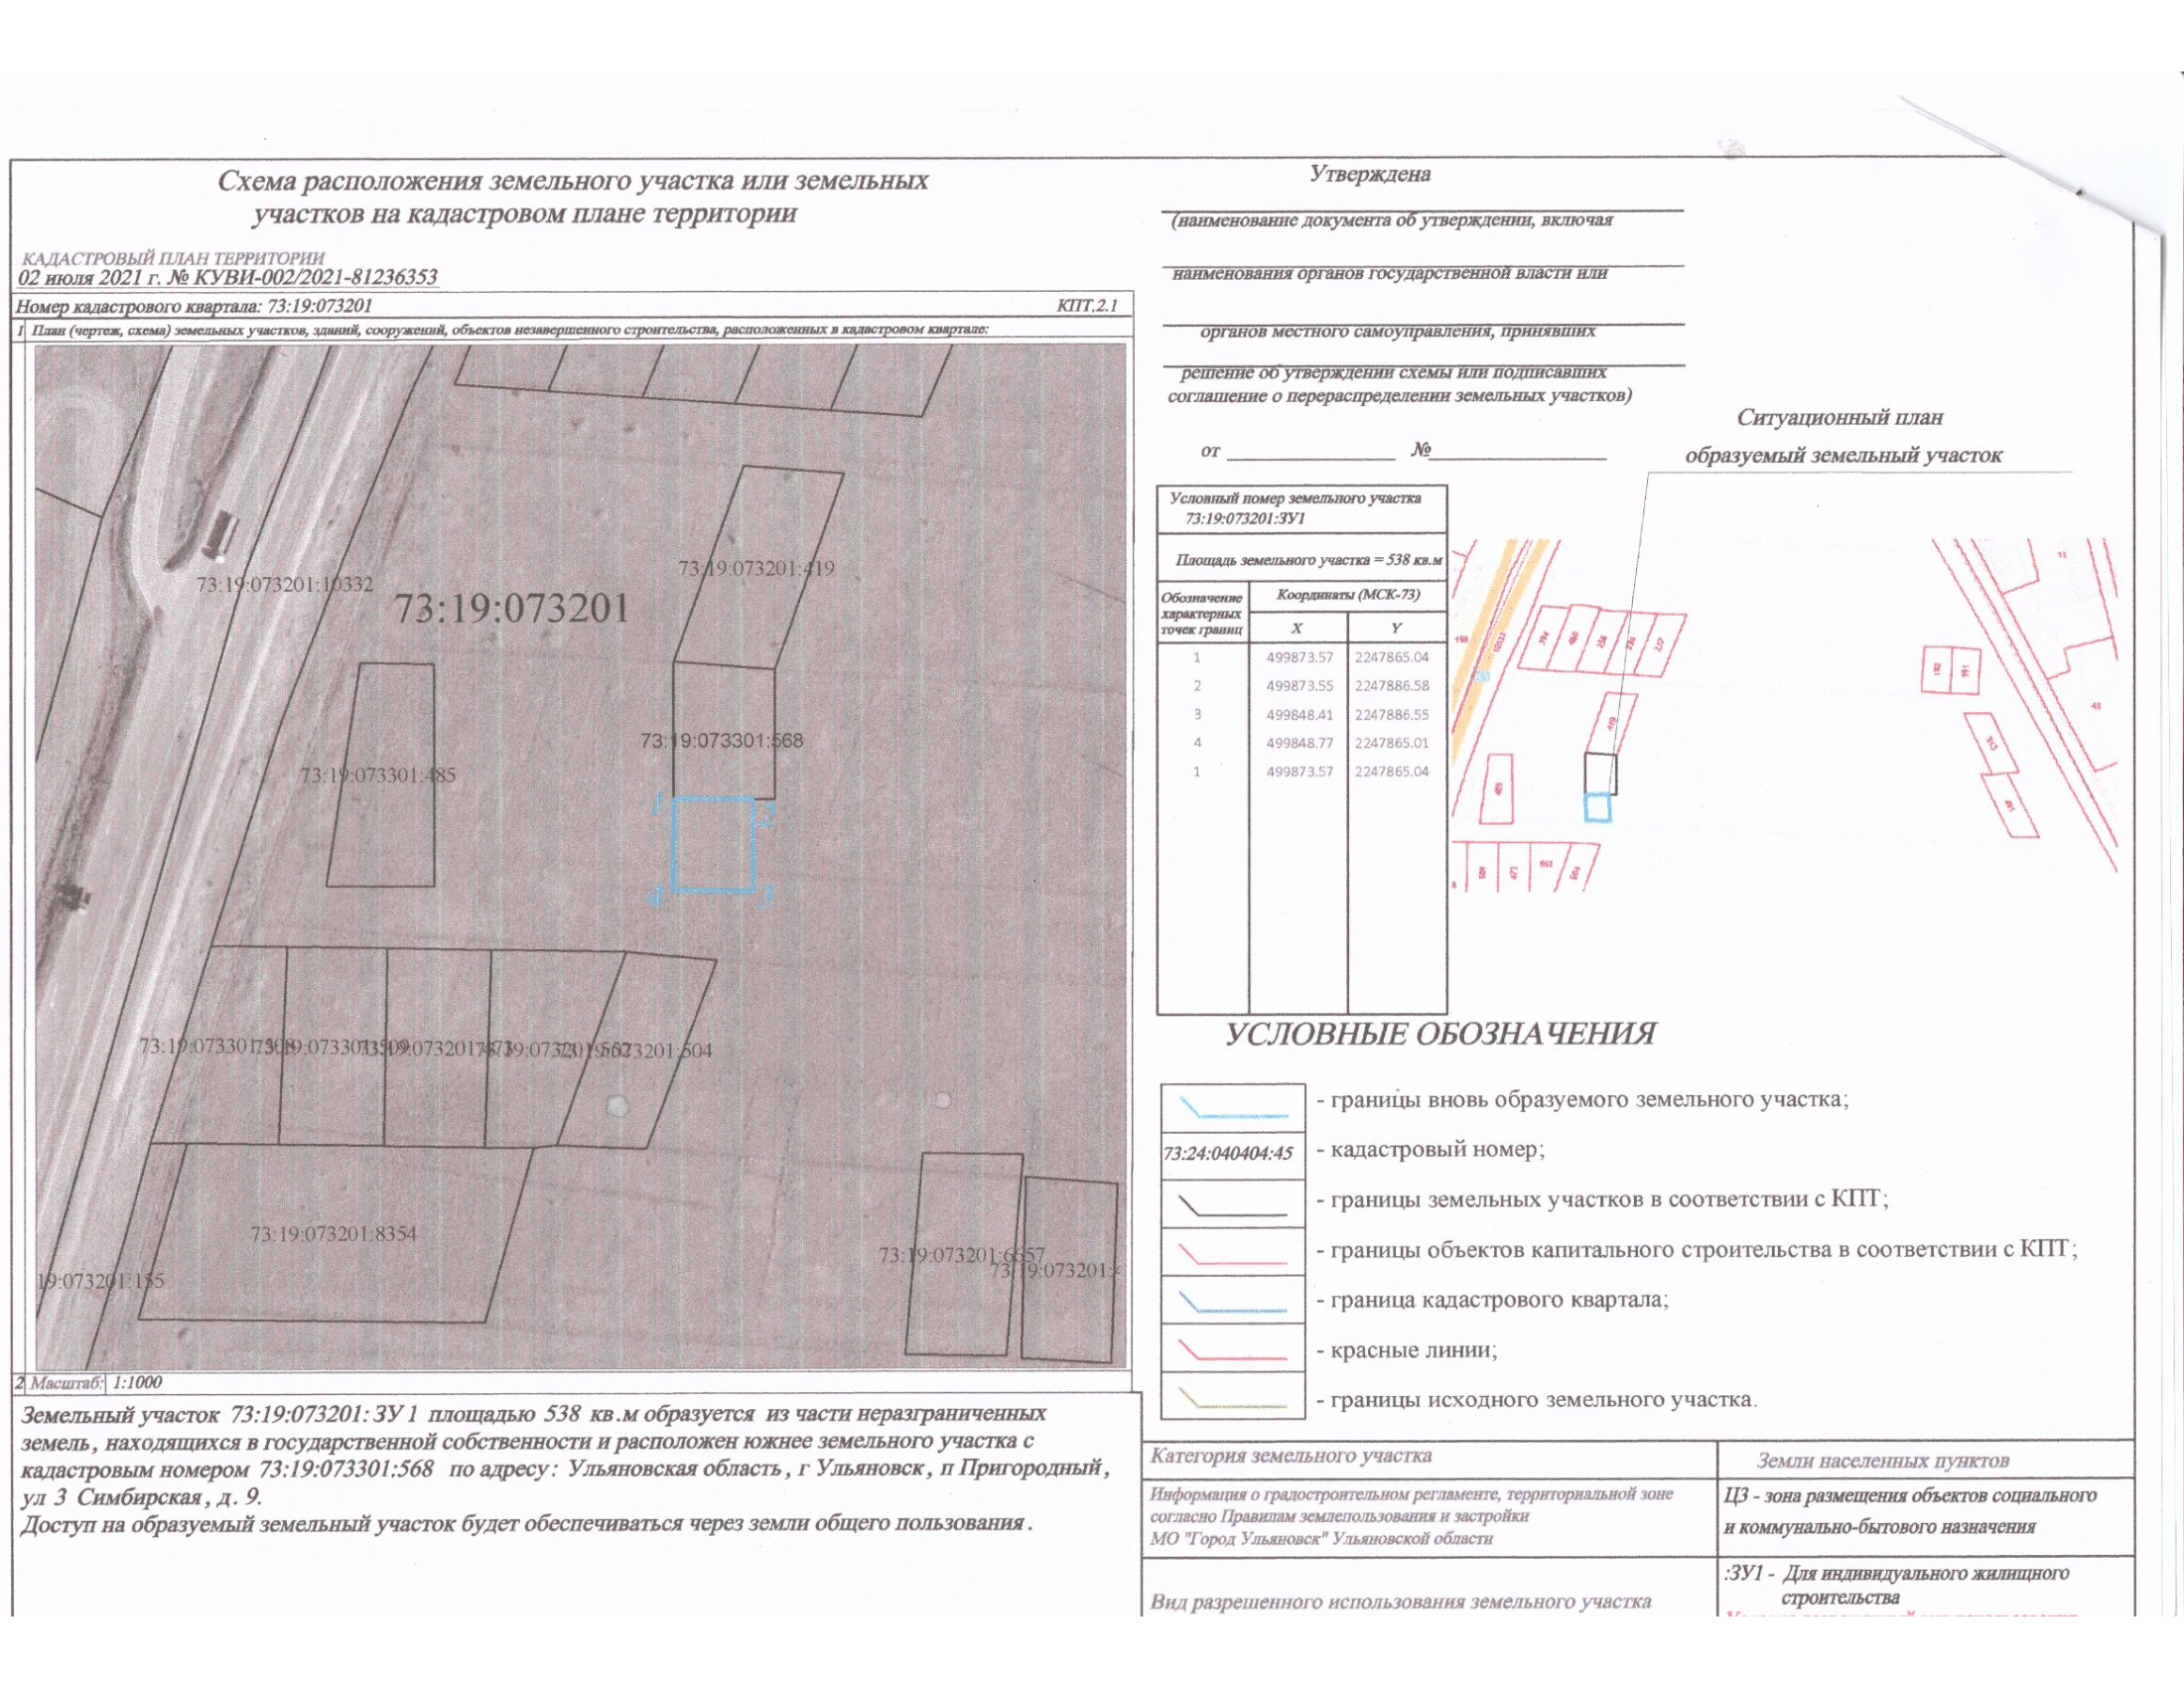 Схема расположения земельного участка или земельных
участков на кадастровом плане территории
КАДАСТРОВЫЙ ПЛАН ТЕРРИТОРИИ
02 июля 2021 г. № КУВИ-002/2021-81236353
Номер кадастрового квартала: 73:19:073201
КПТ.2.1
1 План (чертеж, схема) земельных участков, зданий, сооружений, объектов незавершенного строительства, расположенных в кадастровом квартале:
73:19:073201:419
73:19:073201:10332
73:19:073201
73:19:073301:568
73:19:073301:485
1
2
4
3
73:19:073201:504
73:19:073201:8354
73:19:073201:6657
19:073201:155
2 Масштаб: 1:1000
Земельный участок 73:19:073201:ЗУ1 площадью 538 кв.м образуется из части неразграниченных
земель, находящихся в государственной собственности и расположен южнее земельного участка с
кадастровым номером 73:19:073301:568 по адресу: Ульяновская область, г Ульяновск, п Пригородный,
ул 3 Симбирская, д. 9.
Доступ на образуемый земельный участок будет обеспечиваться через земли общего пользования.
Утверждена
(наименование документа об утверждении, включая
наименования органов государственной власти или
органов местного самоуправления, принявших
решение об утверждении схемы или подписавших
соглашение о перераспределении земельных участков)
от № 
Ситуационный план
образуемый земельный участок
Условный номер земельного участка
73:19:073201:ЗУ1
Площадь земельного участка = 538 кв.м
Обозначение
характерных
точек границ
Координаты (МСК-73)
X Y
1 499873.57 2247865.04
2 499873.55 2247886.58
3 499848.41 2247886.55
4 499848.77 2247865.01
1 499873.57 2247865.04
УСЛОВНЫЕ ОБОЗНАЧЕНИЯ
- границы вновь образуемого земельного участка;
73:24:040404:45 - кадастровый номер;
- границы земельных участков в соответствии с КПТ;
- границы объектов капитального строительства в соответствии с КПТ;
- граница кадастрового квартала;
- красные линии;
- границы исходного земельного участка.
Категория земельного участка
Земли населенных пунктов
Информация о градостроительном регламенте, территориальной зоне
согласно Правилам землепользования и застройки
МО "Город Ульяновск" Ульяновской области
Ц3 - зона размещения объектов социального
и коммунально-бытового назначения
Вид разрешенного использования земельного участка
:ЗУ1 - Для индивидуального жилищного
строительства